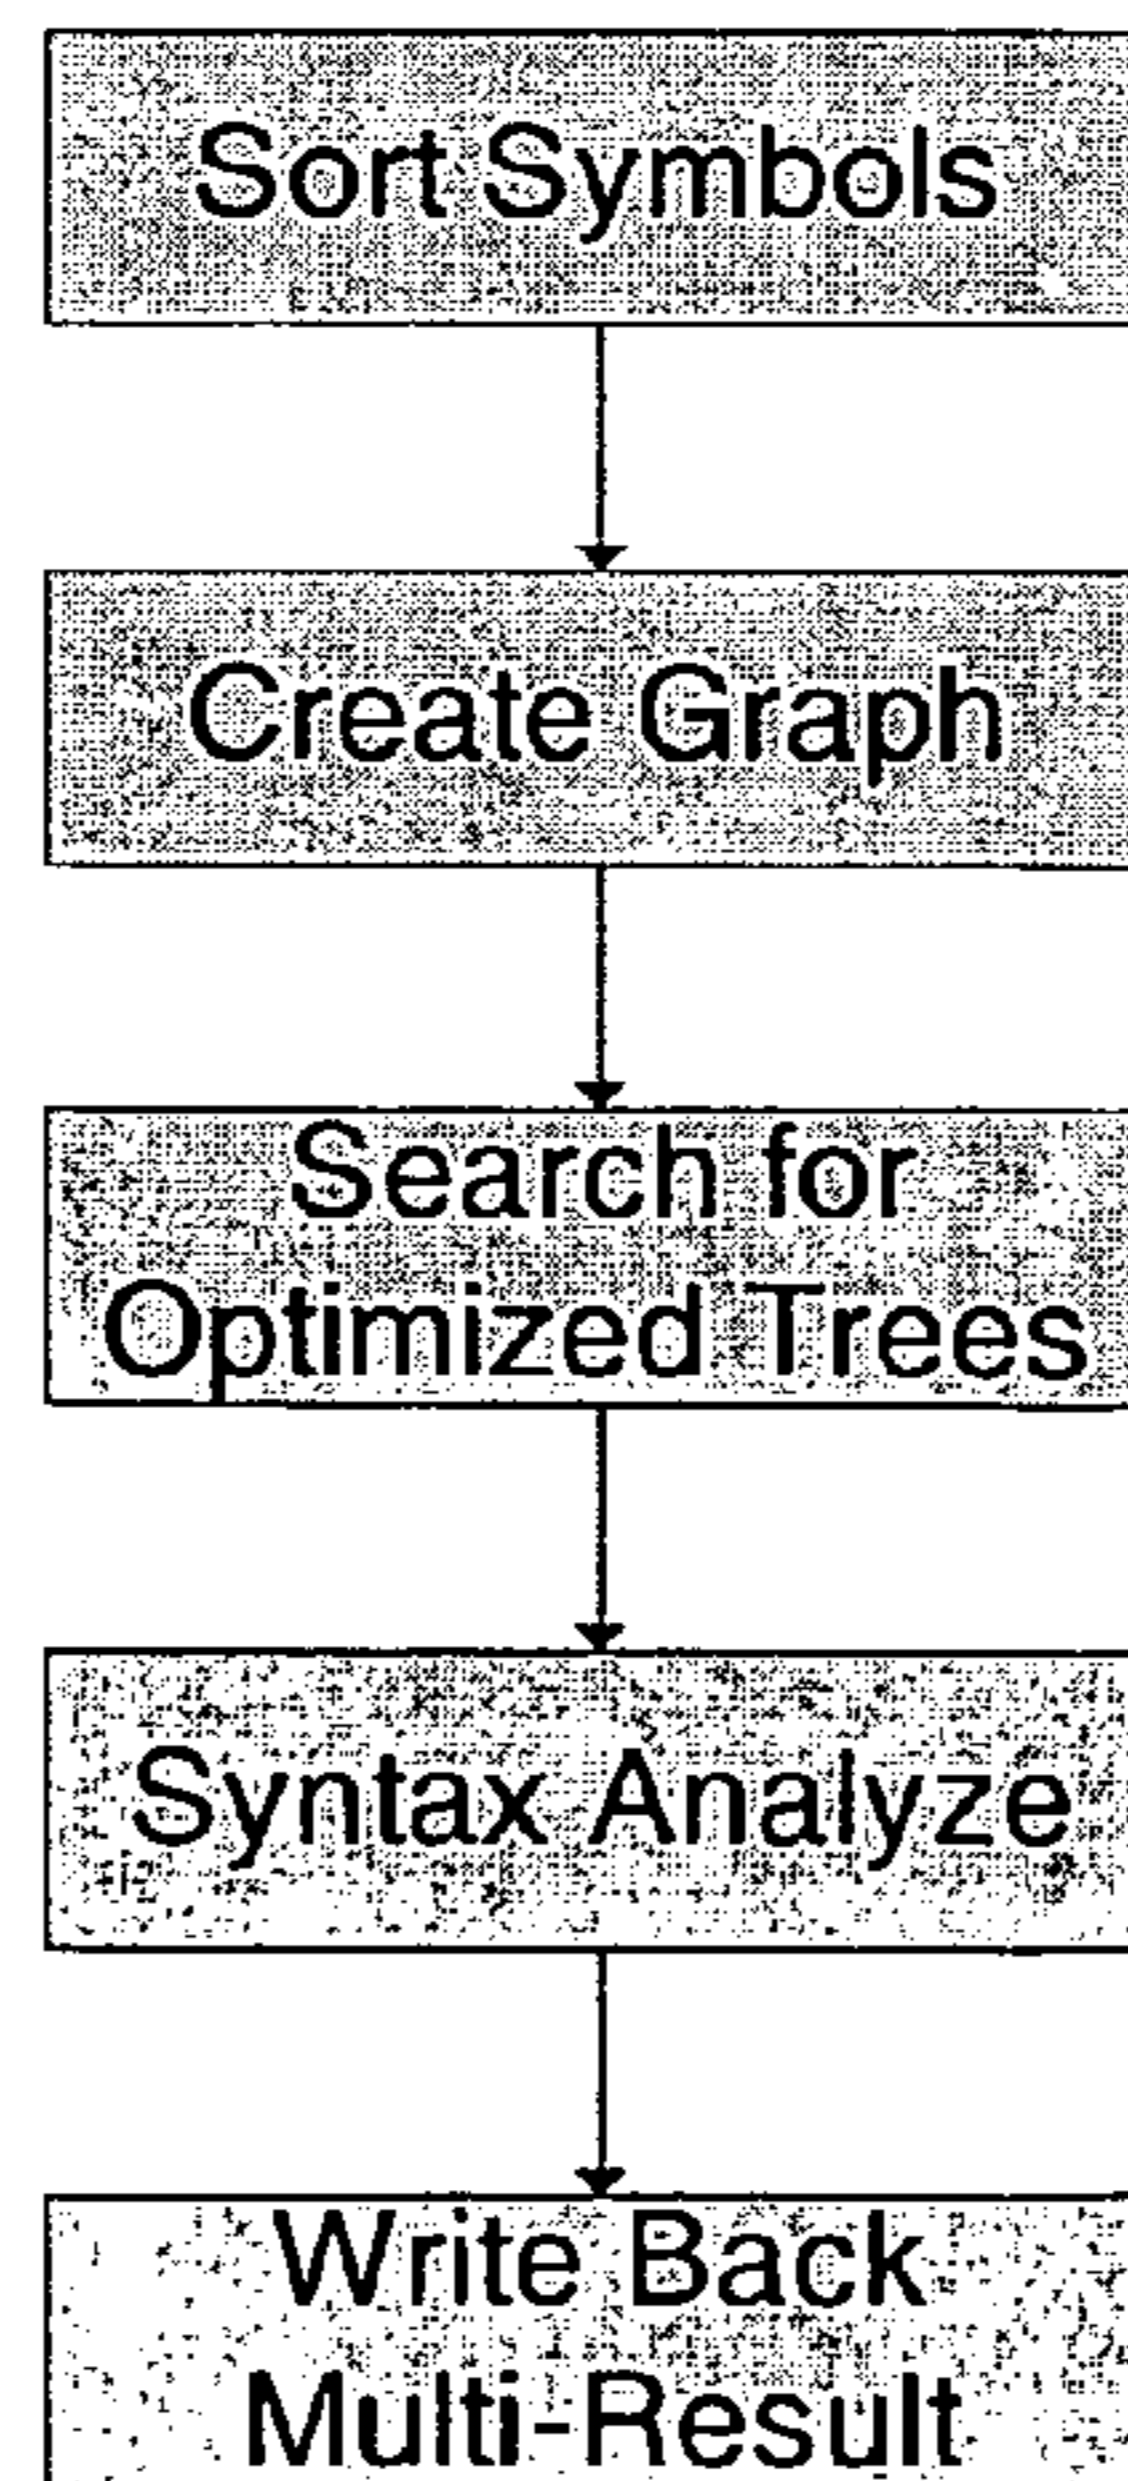 Sort Symbols
Create Graph
Search for
Optimized Trees
Syntax Analyze
Write Back
Multi-Result